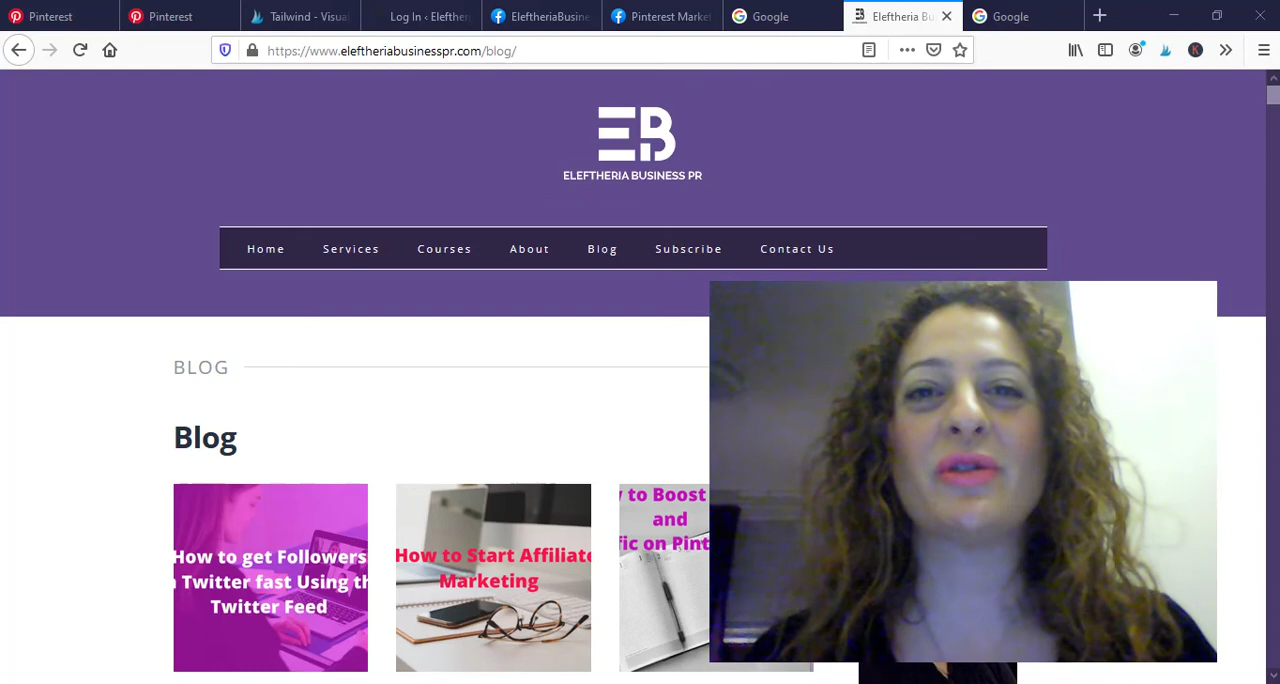 Pinterest
Pinterest
Tailwind - Visua
Log In ‹ Elefther
EleftheriaBusine
Pinterest Market
Google
Eleftheria Bu
Google
https://www.eleftheriabusinesspr.com/blog/
K
EB
ELEFTHERIA BUSINESS PR
Home
Services
Courses
About
Blog
Subscribe
Contact Us
BLOG
Blog
How to get Followers
Twitter fast Using th
Twitter Feed
How to Start Affiliate
Marketing
to Boost
and
fic on Pint